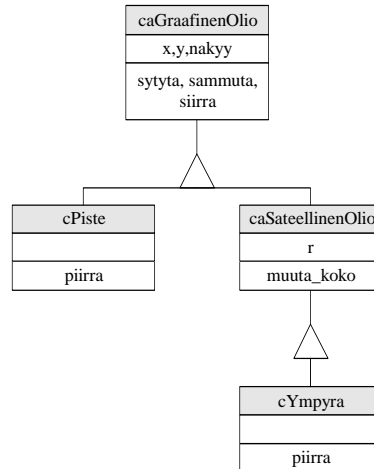 caGraafinenOlio
x,y,nakyy
sytyta, sammuta,
siirra
cPiste
piirra
caSateellinenOlio
r
muuta_koko
cYmpyra
piirra